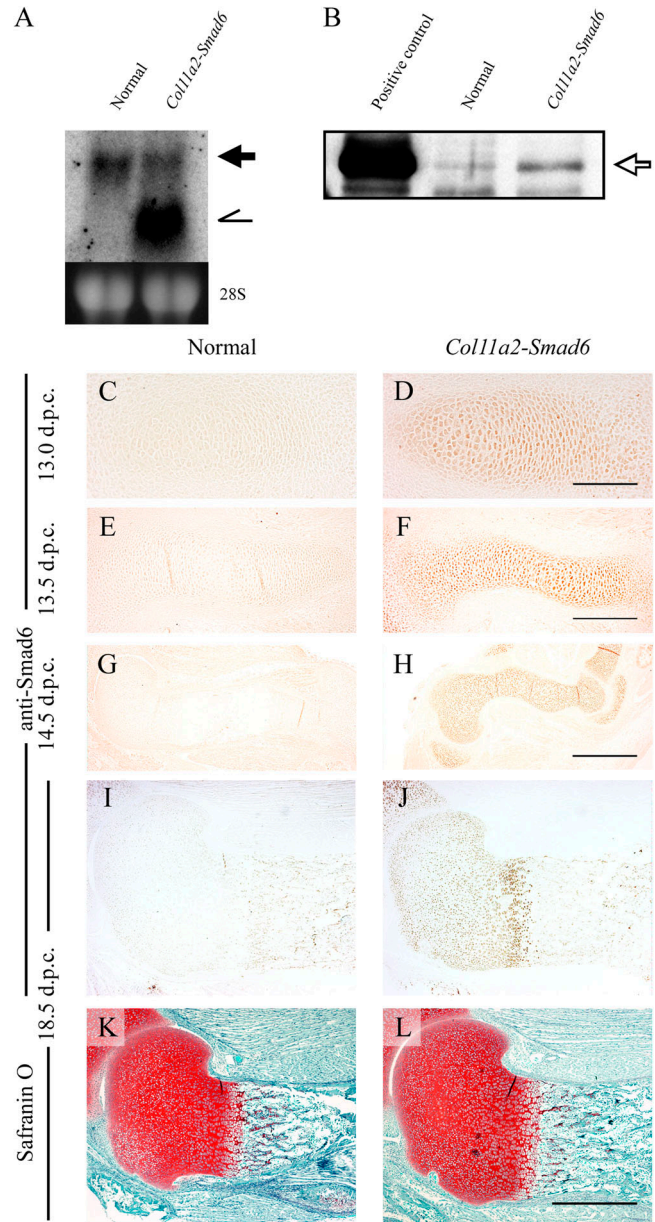 A
B
Normal
Col11a2-Smad6
Positive control
Normal
Col11a2-Smad6
28S
Normal
Col11a2-Smad6
13.0 d.p.c.
C
D
13.5 d.p.c.
E
F
anti-Smad6
14.5 d.p.c.
G
H
I
J
18.5 d.p.c.
Safranin O
K
L